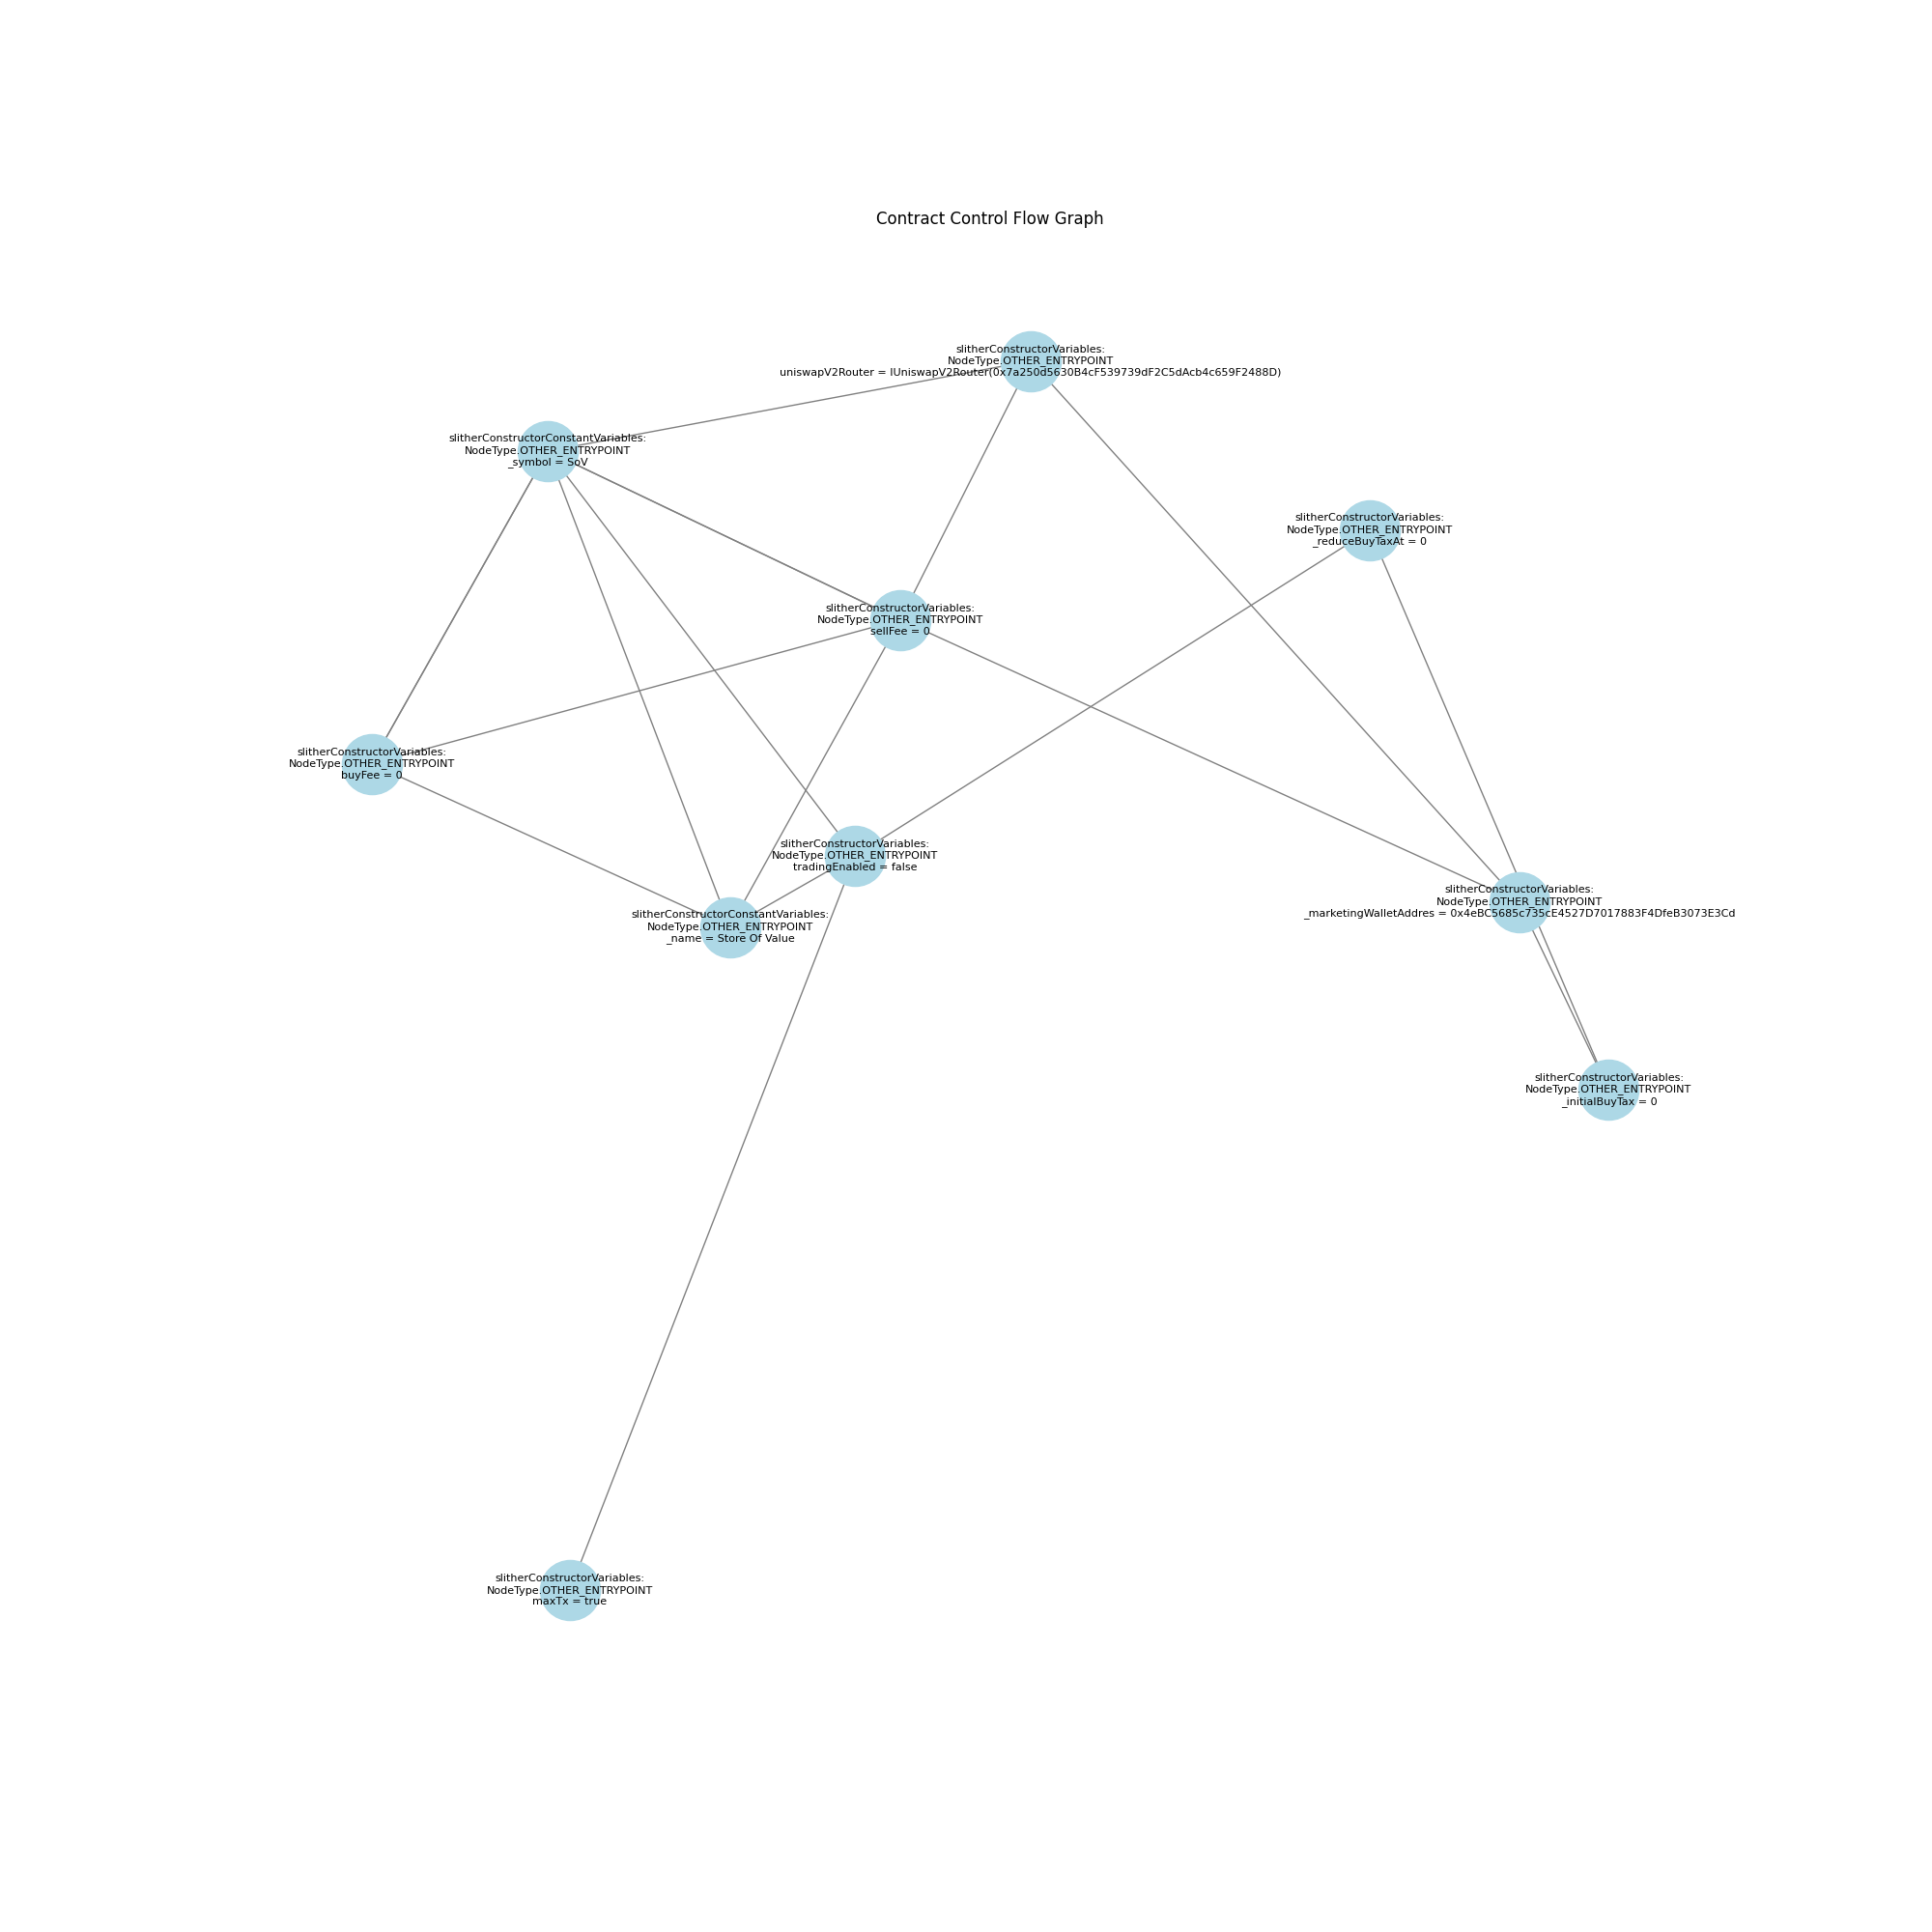 Contract Control Flow Graph
slitherConstructorVariables:
NodeType.OTHER_ENTRYPOINT
uniswapV2Router = IUniswapV2Router(0x7a250d5630B4cF539739dF2C5dAcb4c659F2488D)
slitherConstructorConstantVariables:
NodeType.OTHER_ENTRYPOINT
_symbol = SoV
slitherConstructorVariables:
NodeType.OTHER_ENTRYPOINT
_reduceBuyTaxAt = 0
slitherConstructorVariables:
NodeType.OTHER_ENTRYPOINT
sellFee = 0
slitherConstructorVariables:
NodeType.OTHER_ENTRYPOINT
buyFee = 0
slitherConstructorVariables:
NodeType.OTHER_ENTRYPOINT
tradingEnabled = false
slitherConstructorVariables:
NodeType.OTHER_ENTRYPOINT
_marketingWalletAddres = 0x4eBC5685c735cE4527D7017883F4DfeB3073E3Cd
slitherConstructorConstantVariables:
NodeType.OTHER_ENTRYPOINT
_name = Store Of Value
slitherConstructorVariables:
NodeType.OTHER_ENTRYPOINT
_initialBuyTax = 0
slitherConstructorVariables:
NodeType.OTHER_ENTRYPOINT
maxTx = true